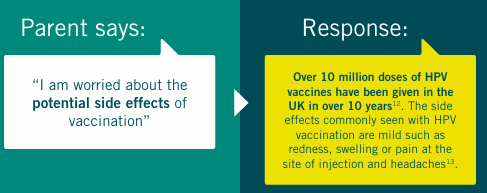 Parent says:
“I am worried about the
potential side effects of
vaccination”
Response:
Over 10 million doses of HPV
vaccines have been given in the
UK in over 10 years¹². The side
effects commonly seen with HPV
vaccination are mild such as
redness, swelling or pain at the
site of injection and headaches¹³.